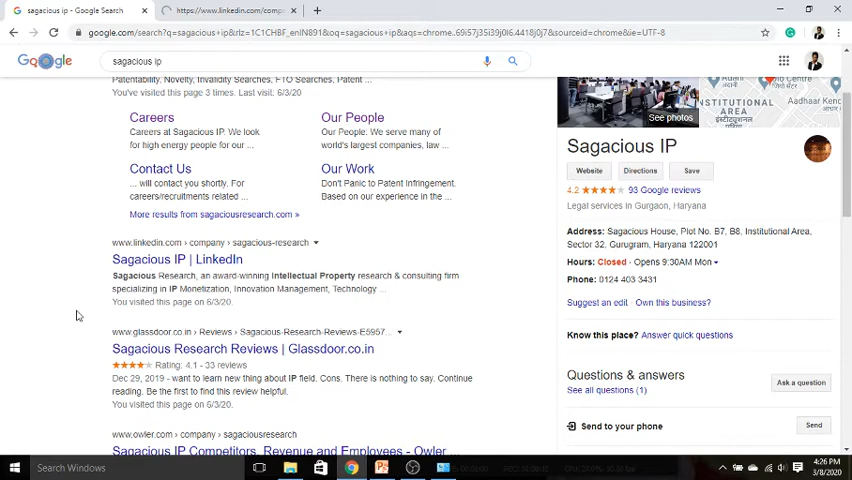 sagacious ip - Google Search
https://www.linkedin.com/comp
google.com/search?q=sagacious+ip&rlz=1C1CHBF_enIN891&oq=sagacious+ip&aqs=chrome..69i57j35i39j0l4j69i60.4418j0j7&sourceid=chrome&ie=UTF-8
Google
sagacious ip
Patentability, Novelty, Invalidity Searches, FTO Searches, Patent ...
You've visited this page 3 times. Last visit: 6/3/20
Careers
Careers at Sagacious IP. We look
for high energy people for our ...
Our People
Our People: We serve many of
world's largest companies, law ...
Contact Us
... will contact you shortly. For
careers/recruitments related ...
Our Work
Don't Panic to Patent Infringement.
Based on our experience in the ...
More results from sagaciousresearch.com »
www.linkedin.com › company › sagacious-research
Sagacious IP | LinkedIn
Sagacious Research, an award-winning Intellectual Property research & consulting firm
specializing in IP Monetization, Innovation Management, Technology ...
You visited this page on 6/3/20.
www.glassdoor.co.in › Reviews › Sagacious-Research-Reviews-E5957...
Sagacious Research Reviews | Glassdoor.co.in
Rating: 4.1 - 33 reviews
Dec 29, 2019 - want to learn new thing about IP field. Cons. There is nothing to say. Continue
reading. Be the first to find this review helpful.
You visited this page on 6/3/20.
www.owler.com › company › sagaciousresearch
Sagacious IP Competitors, Revenue and Employees - Owler ...
See photos
INSTITUTIONAL
AREA
Aadhaar Kend
Sagacious IP
Website
Directions
Save
4.2
93 Google reviews
Legal services in Gurgaon, Haryana
Address: Sagacious House, Plot No. B7, B8, Institutional Area,
Sector 32, Gurugram, Haryana 122001
Hours: Closed · Opens 9:30AM Mon
Phone: 0124 403 3431
Suggest an edit · Own this business?
Know this place? Answer quick questions
Questions & answers
See all questions (1)
Ask a question
Send to your phone
Send
Search Windows
4:26 PM
3/8/2020